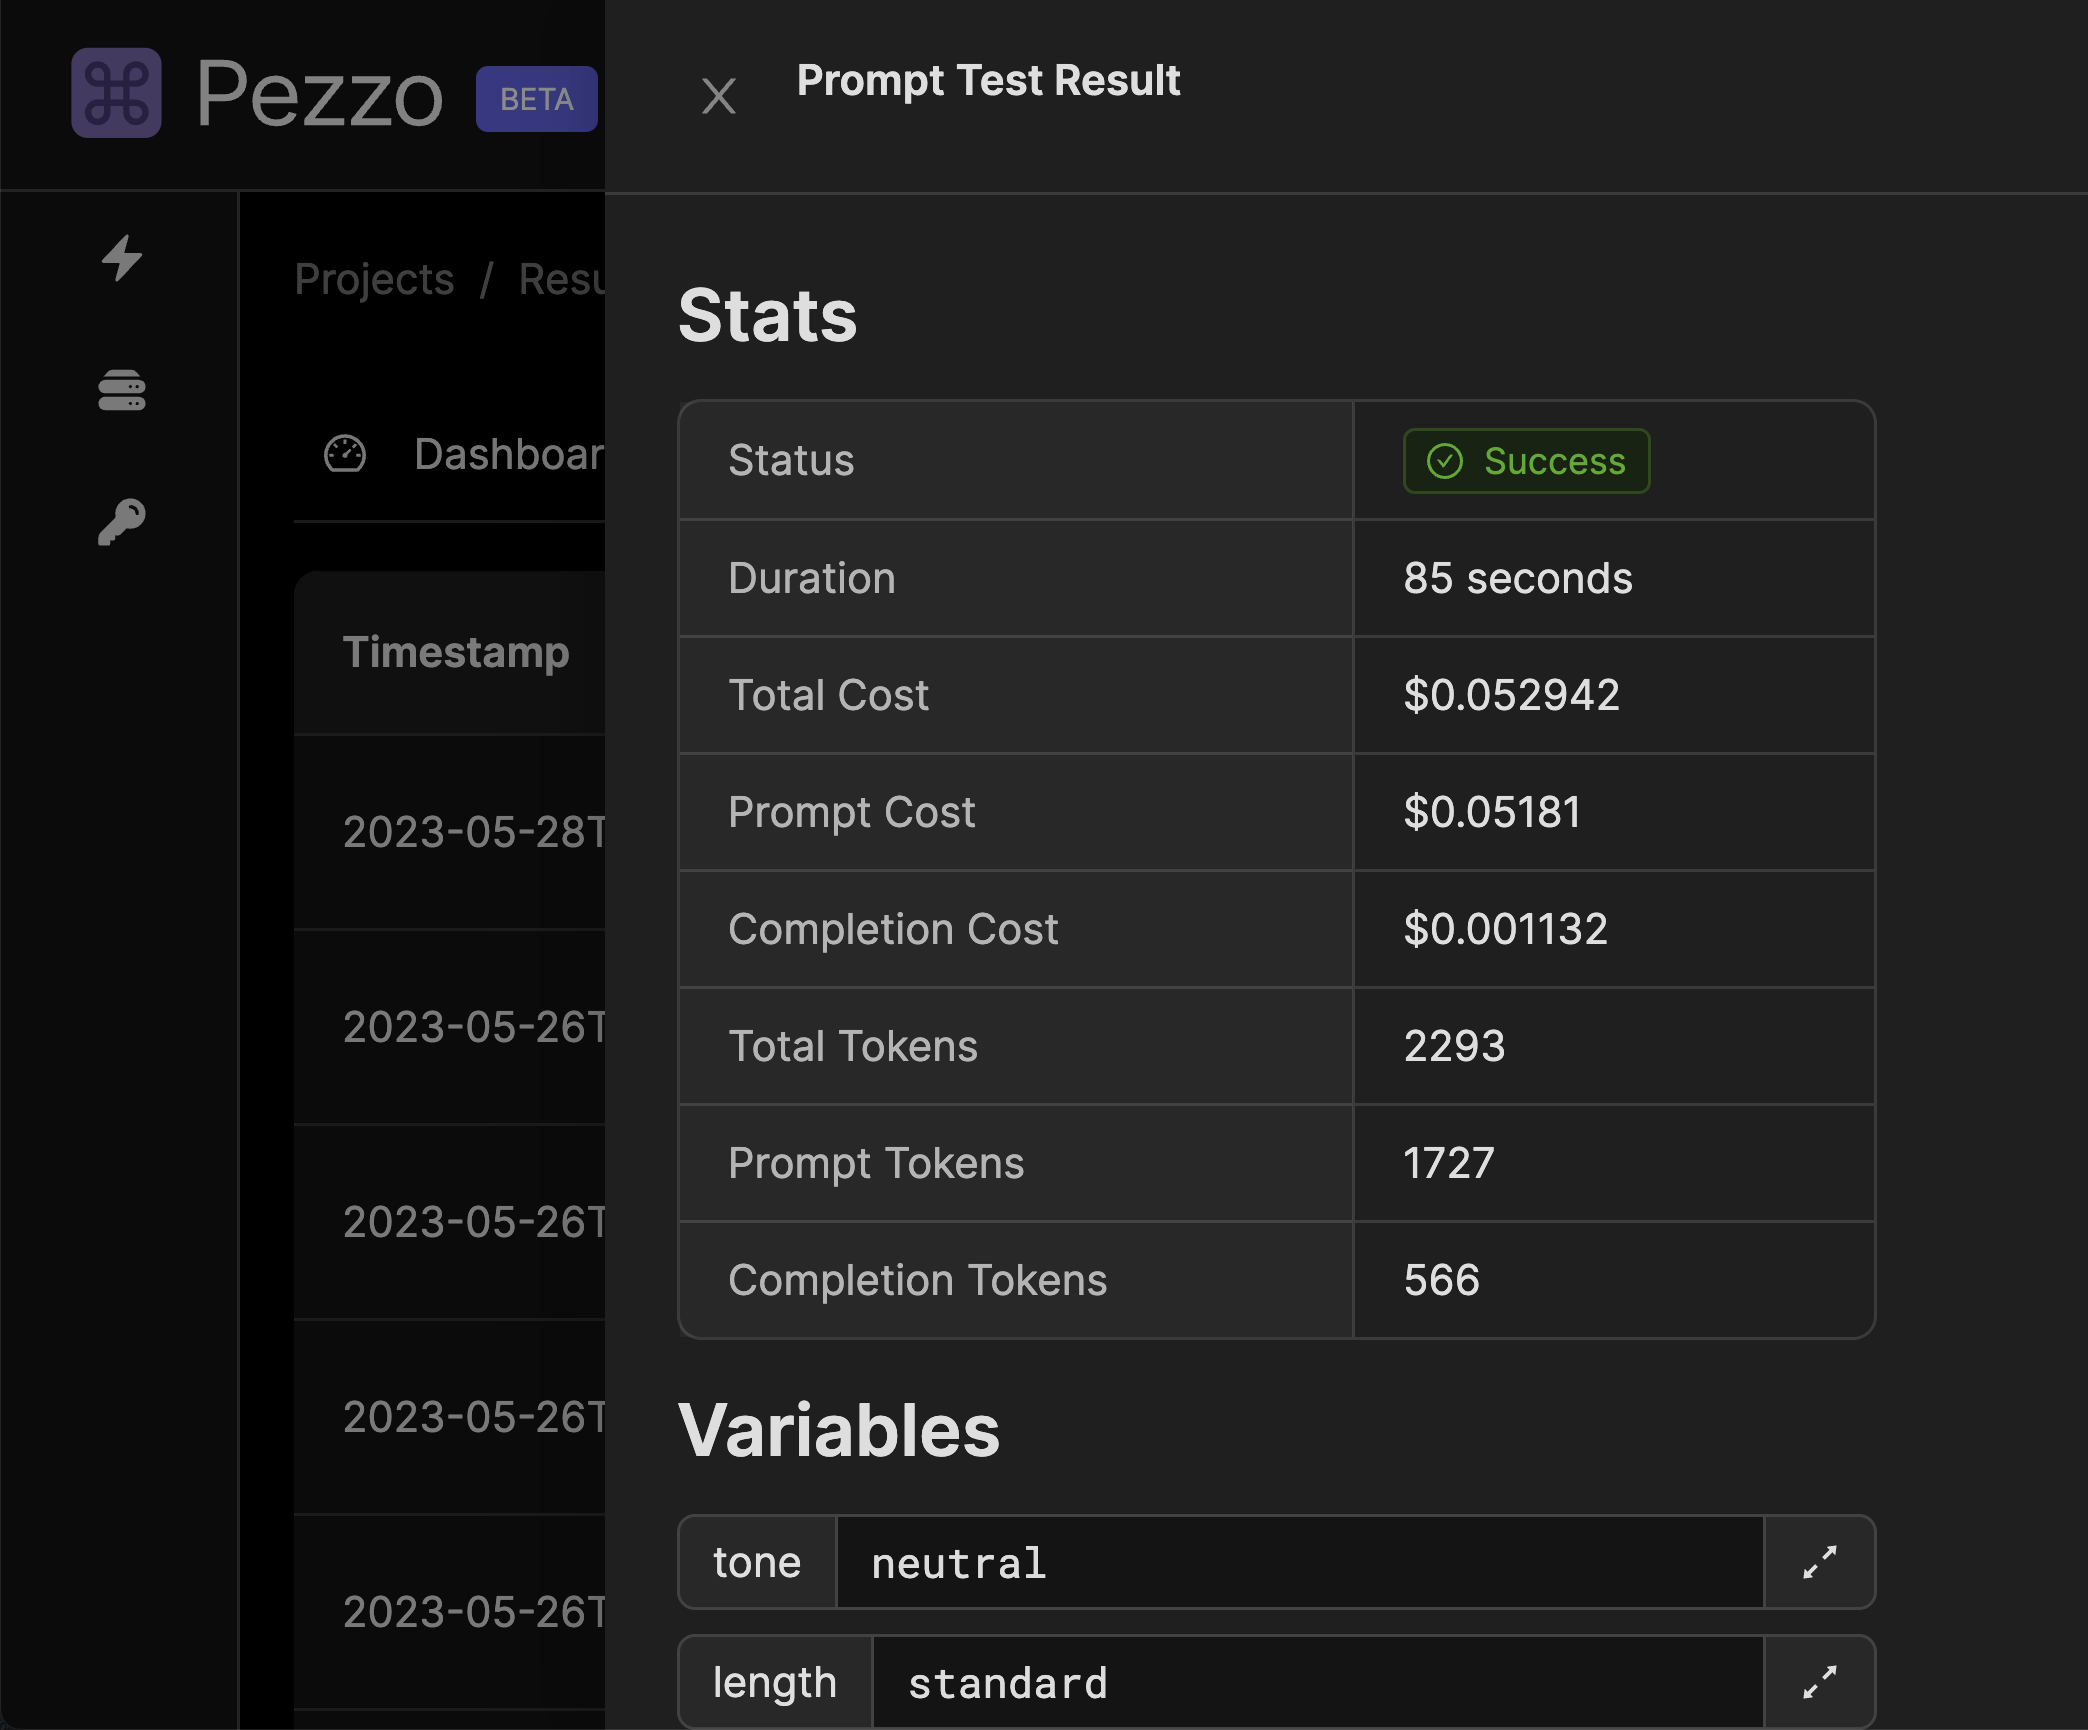 Pezzo BETA
Prompt Test Result
Projects / Resu
Dashboar
Timestamp
2023-05-28T
2023-05-26T
2023-05-26T
2023-05-26T
2023-05-26T
Stats
Status Success
Duration 85 seconds
Total Cost $0.052942
Prompt Cost $0.05181
Completion Cost $0.001132
Total Tokens 2293
Prompt Tokens 1727
Completion Tokens 566
Variables
tone neutral
length standard